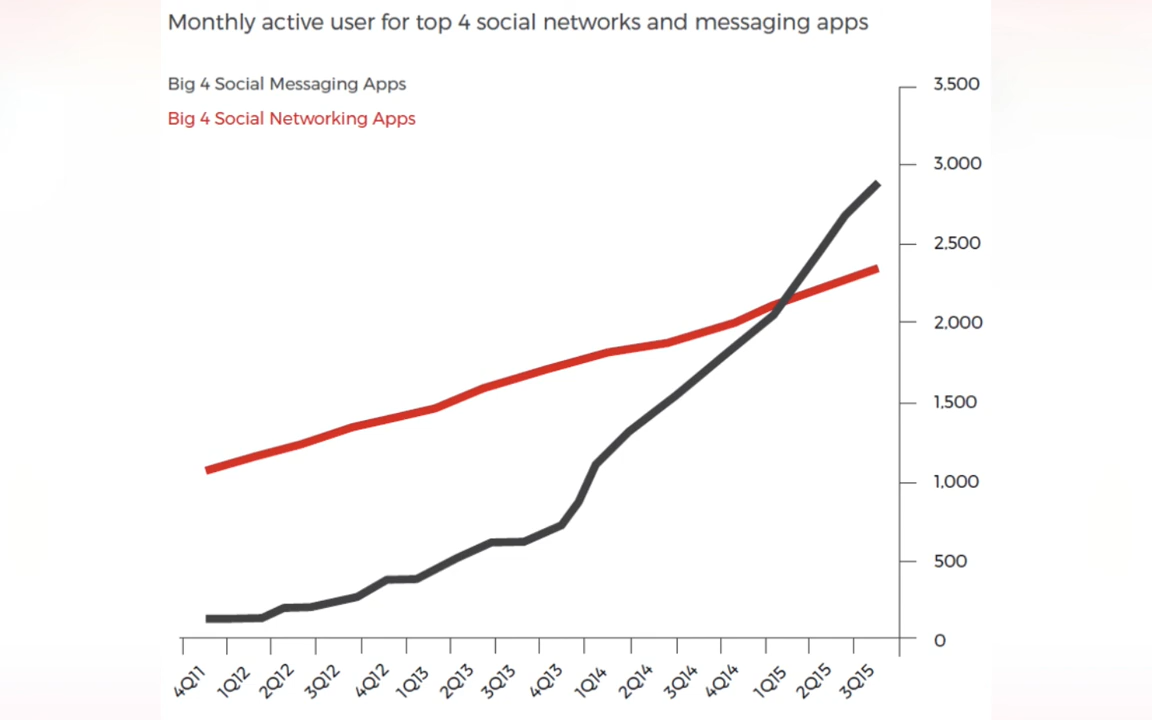 Monthly active user for top 4 social networks and messaging apps
Big 4 Social Messaging Apps
Big 4 Social Networking Apps
3,500
3,000
2,500
2,000
1,500
1,000
500
0
4Q11 1Q12 2Q12 3Q12 4Q12 1Q13 2Q13 3Q13 4Q13 1Q14 2Q14 3Q14 4Q14 1Q15 2Q15 3Q15